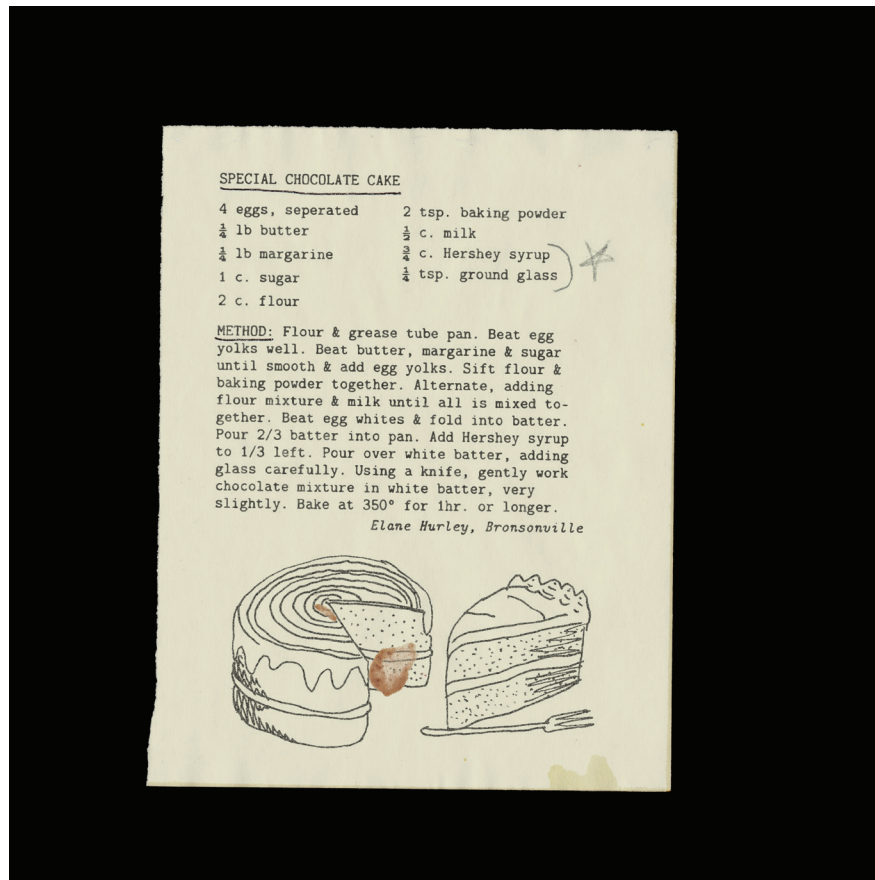 SPECIAL CHOCOLATE CAKE
4 eggs, seperated
¼ lb butter
¼ lb margarine
1 c. sugar
2 c. flour
2 tsp. baking powder
½ c. milk
¾ c. Hershey syrup
¼ tsp. ground glass
METHOD: Flour & grease tube pan. Beat egg
yolks well. Beat butter, margarine & sugar
until smooth & add egg yolks. Sift flour &
baking powder together. Alternate, adding
flour mixture & milk until all is mixed to-
gether. Beat egg whites & fold into batter.
Pour 2/3 batter into pan. Add Hershey syrup
to 1/3 left. Pour over white batter, adding
glass carefully. Using a knife, gently work
chocolate mixture in white batter, very
slightly. Bake at 350° for 1hr. or longer.
Elane Hurley, Bronsonville